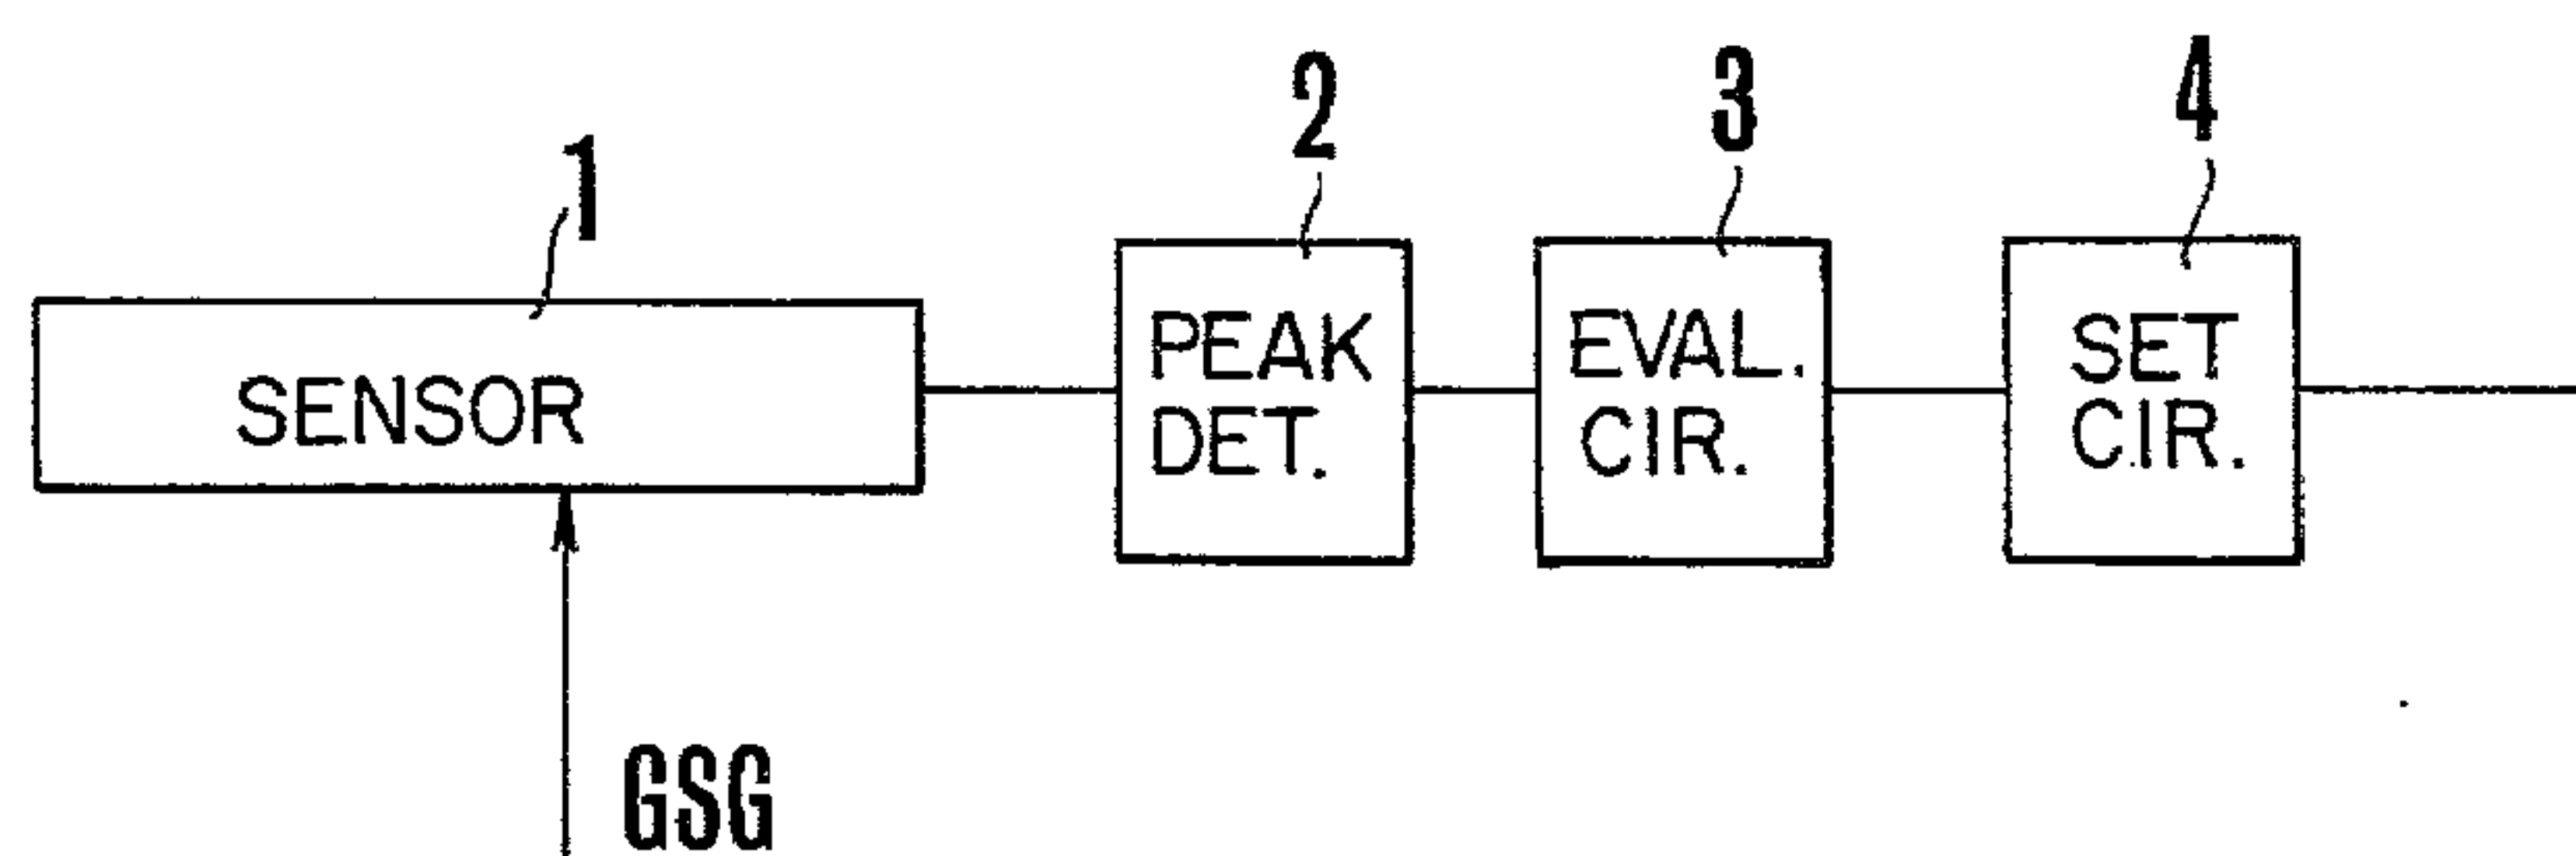 1
2
3
4
SENSOR
PEAK
DET.
EVAL.
CIR.
SET
CIR.
GSG